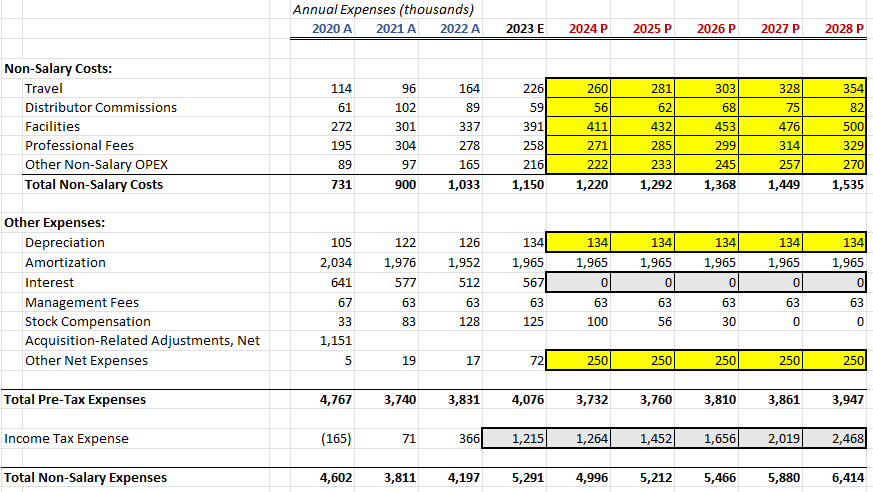 Annual Expenses (thousands)
2020 A 2021 A 2022 A 2023 E 2024 P 2025 P 2026 P 2027 P 2028 P
Non-Salary Costs:
Travel 114 96 164 226 260 281 303 328 354
Distributor Commissions 61 102 89 59 56 62 68 75 82
Facilities 272 301 337 391 411 432 453 476 500
Professional Fees 195 304 278 258 271 285 299 314 329
Other Non-Salary OPEX 89 97 165 216 222 233 245 257 270
Total Non-Salary Costs 731 900 1,033 1,150 1,220 1,292 1,368 1,449 1,535
Other Expenses:
Depreciation 105 122 126 134 134 134 134 134 134
Amortization 2,034 1,976 1,952 1,965 1,965 1,965 1,965 1,965 1,965
Interest 641 577 512 567 0 0 0 0 0
Management Fees 67 63 63 63 63 63 63 63 63
Stock Compensation 33 83 128 125 100 56 30 0 0
Acquisition-Related Adjustments, Net 1,151
Other Net Expenses 5 19 17 72 250 250 250 250 250
Total Pre-Tax Expenses 4,767 3,740 3,831 4,076 3,732 3,760 3,810 3,861 3,947
Income Tax Expense (165) 71 366 1,215 1,264 1,452 1,656 2,019 2,468
Total Non-Salary Expenses 4,602 3,811 4,197 5,291 4,996 5,212 5,466 5,880 6,414